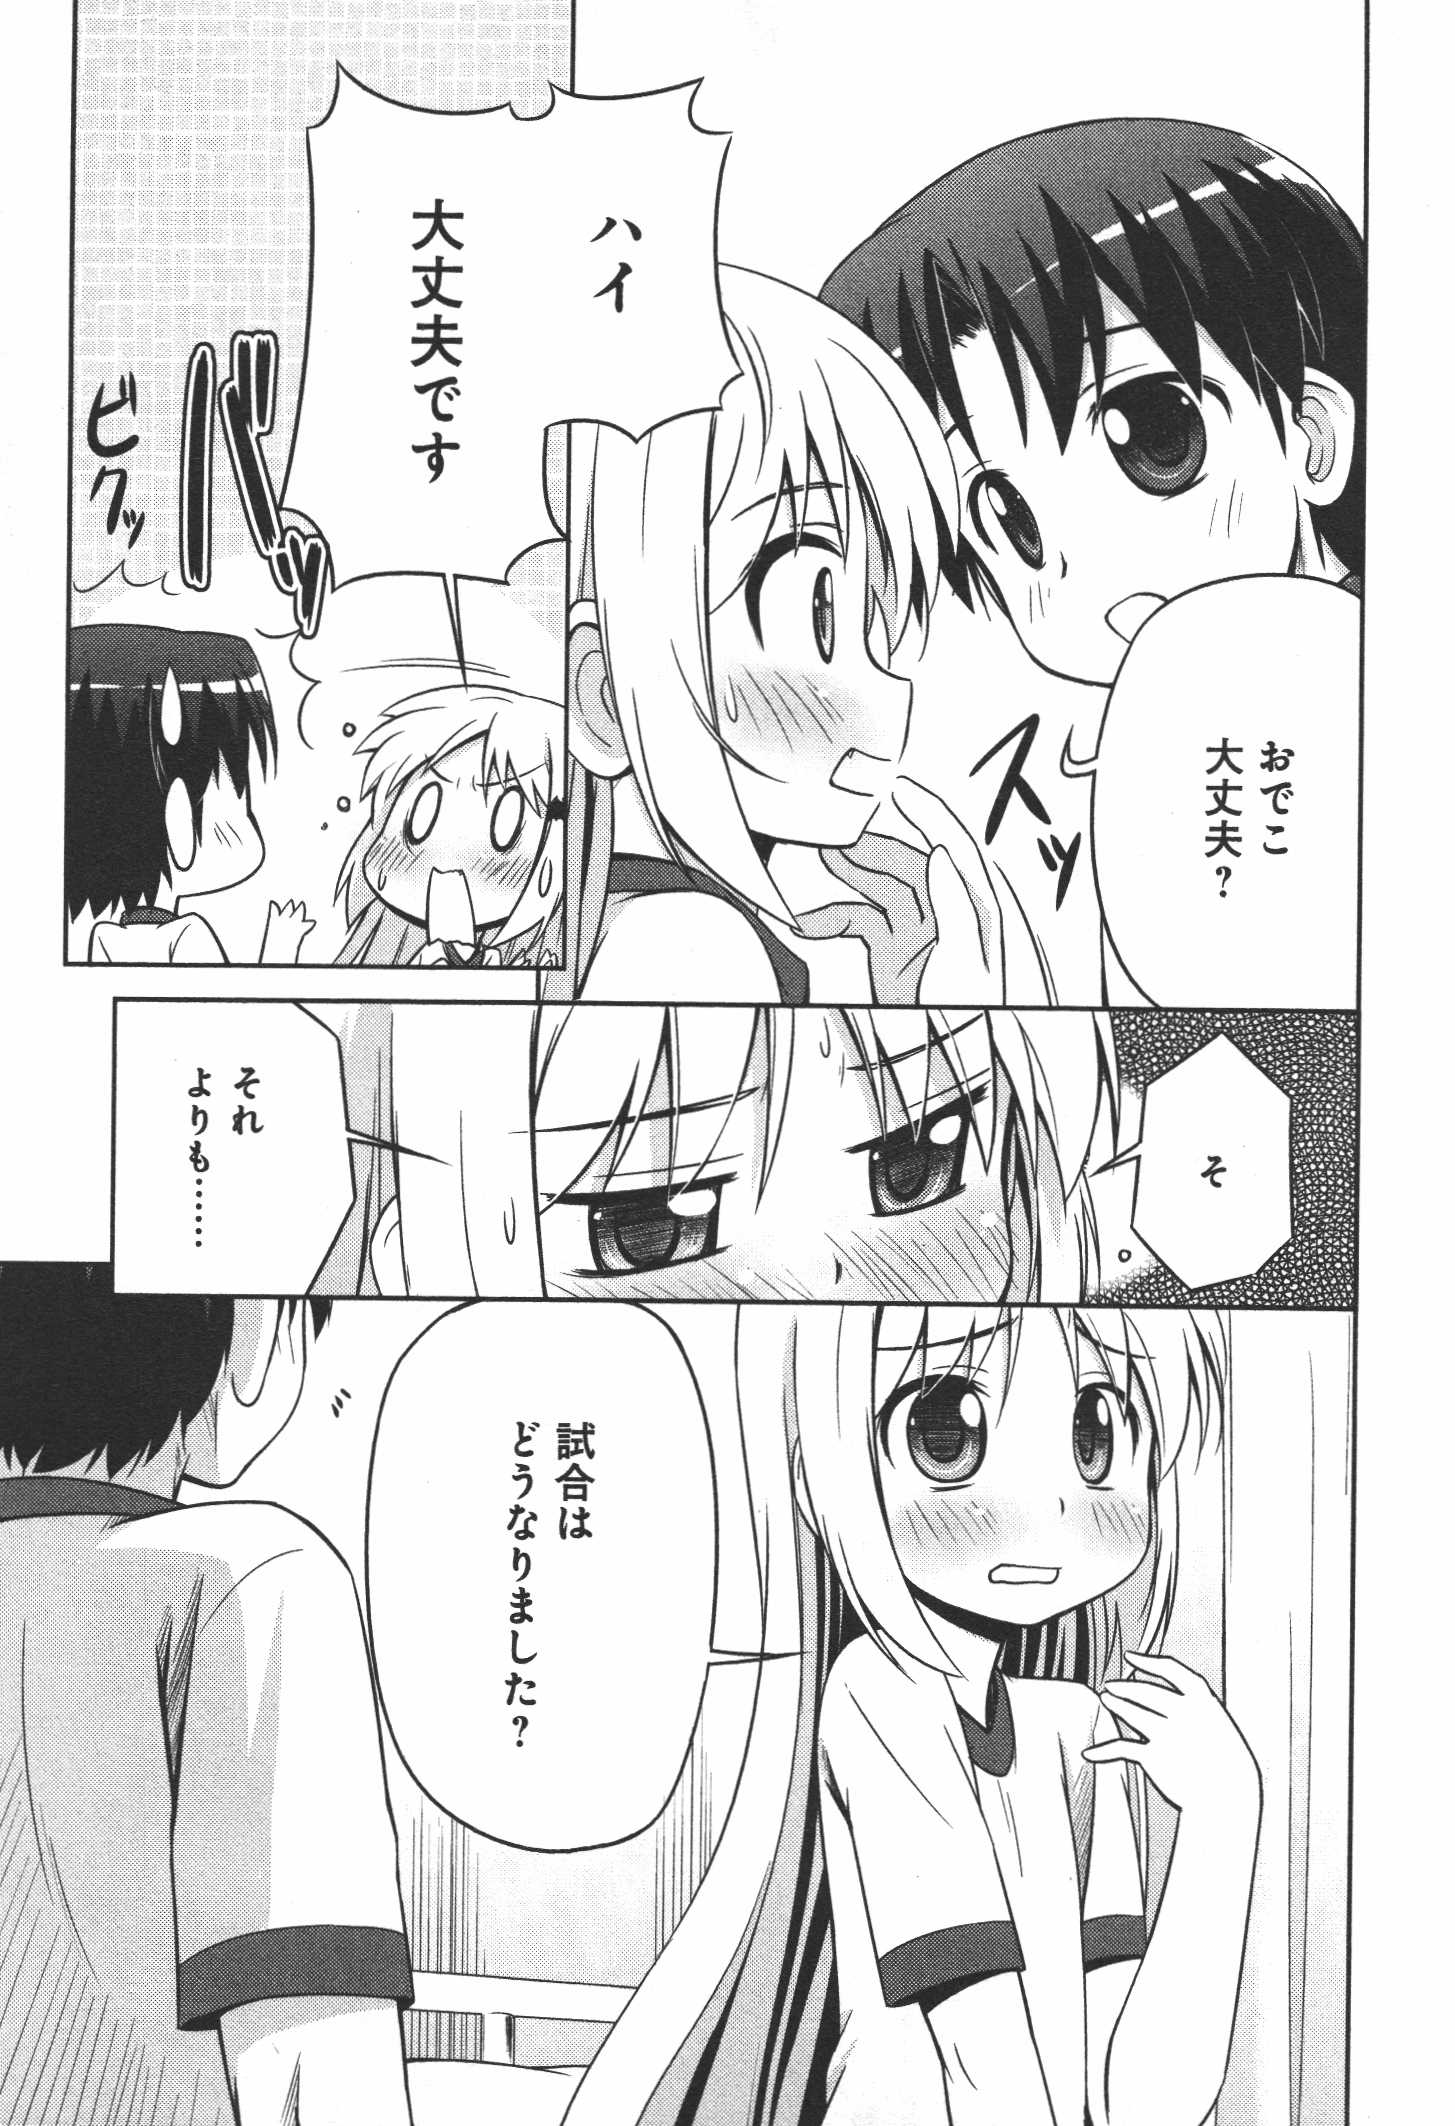 おでこ
大丈夫?
スッ
ハイ
大丈夫です
ガバッ
ビクッ
そ
それ
よりも……
試合は
どうなりました?